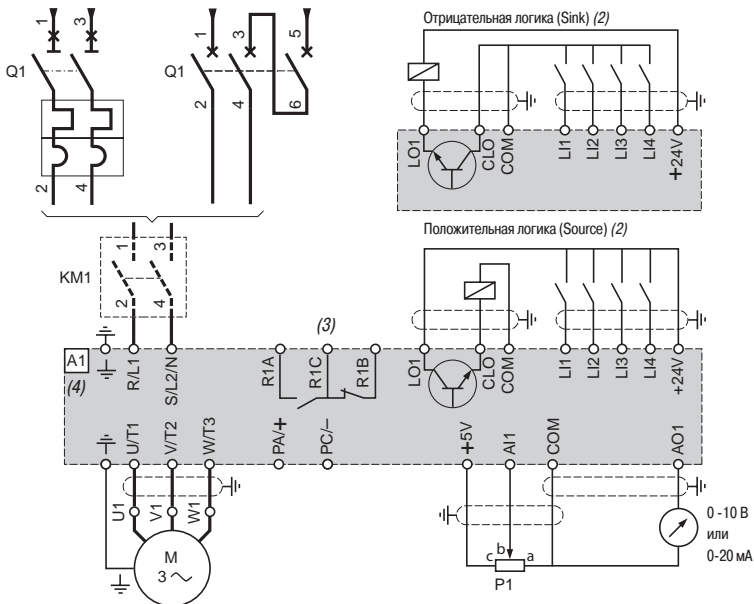 Отрицательная логика (Sink) (2)
1 3
1 3 5
Q1
Q1
2 4 6
2 4
LO1 CLO COM LI1 LI2 LI3 LI4 +24V
Положительная логика (Source) (2)
KM1
1 3
2 4
(3)
A1
(4)
R/L1 S/L2/N R1A R1C R1B LO1 CLO COM LI1 LI2 LI3 LI4 +24V
U/T1 V/T2 W/T3 PA/+ PC/– +5V AI1 COM AO1
U1 V1 W1
M
3
c b a
P1
0 -10 В
или
0-20 мА